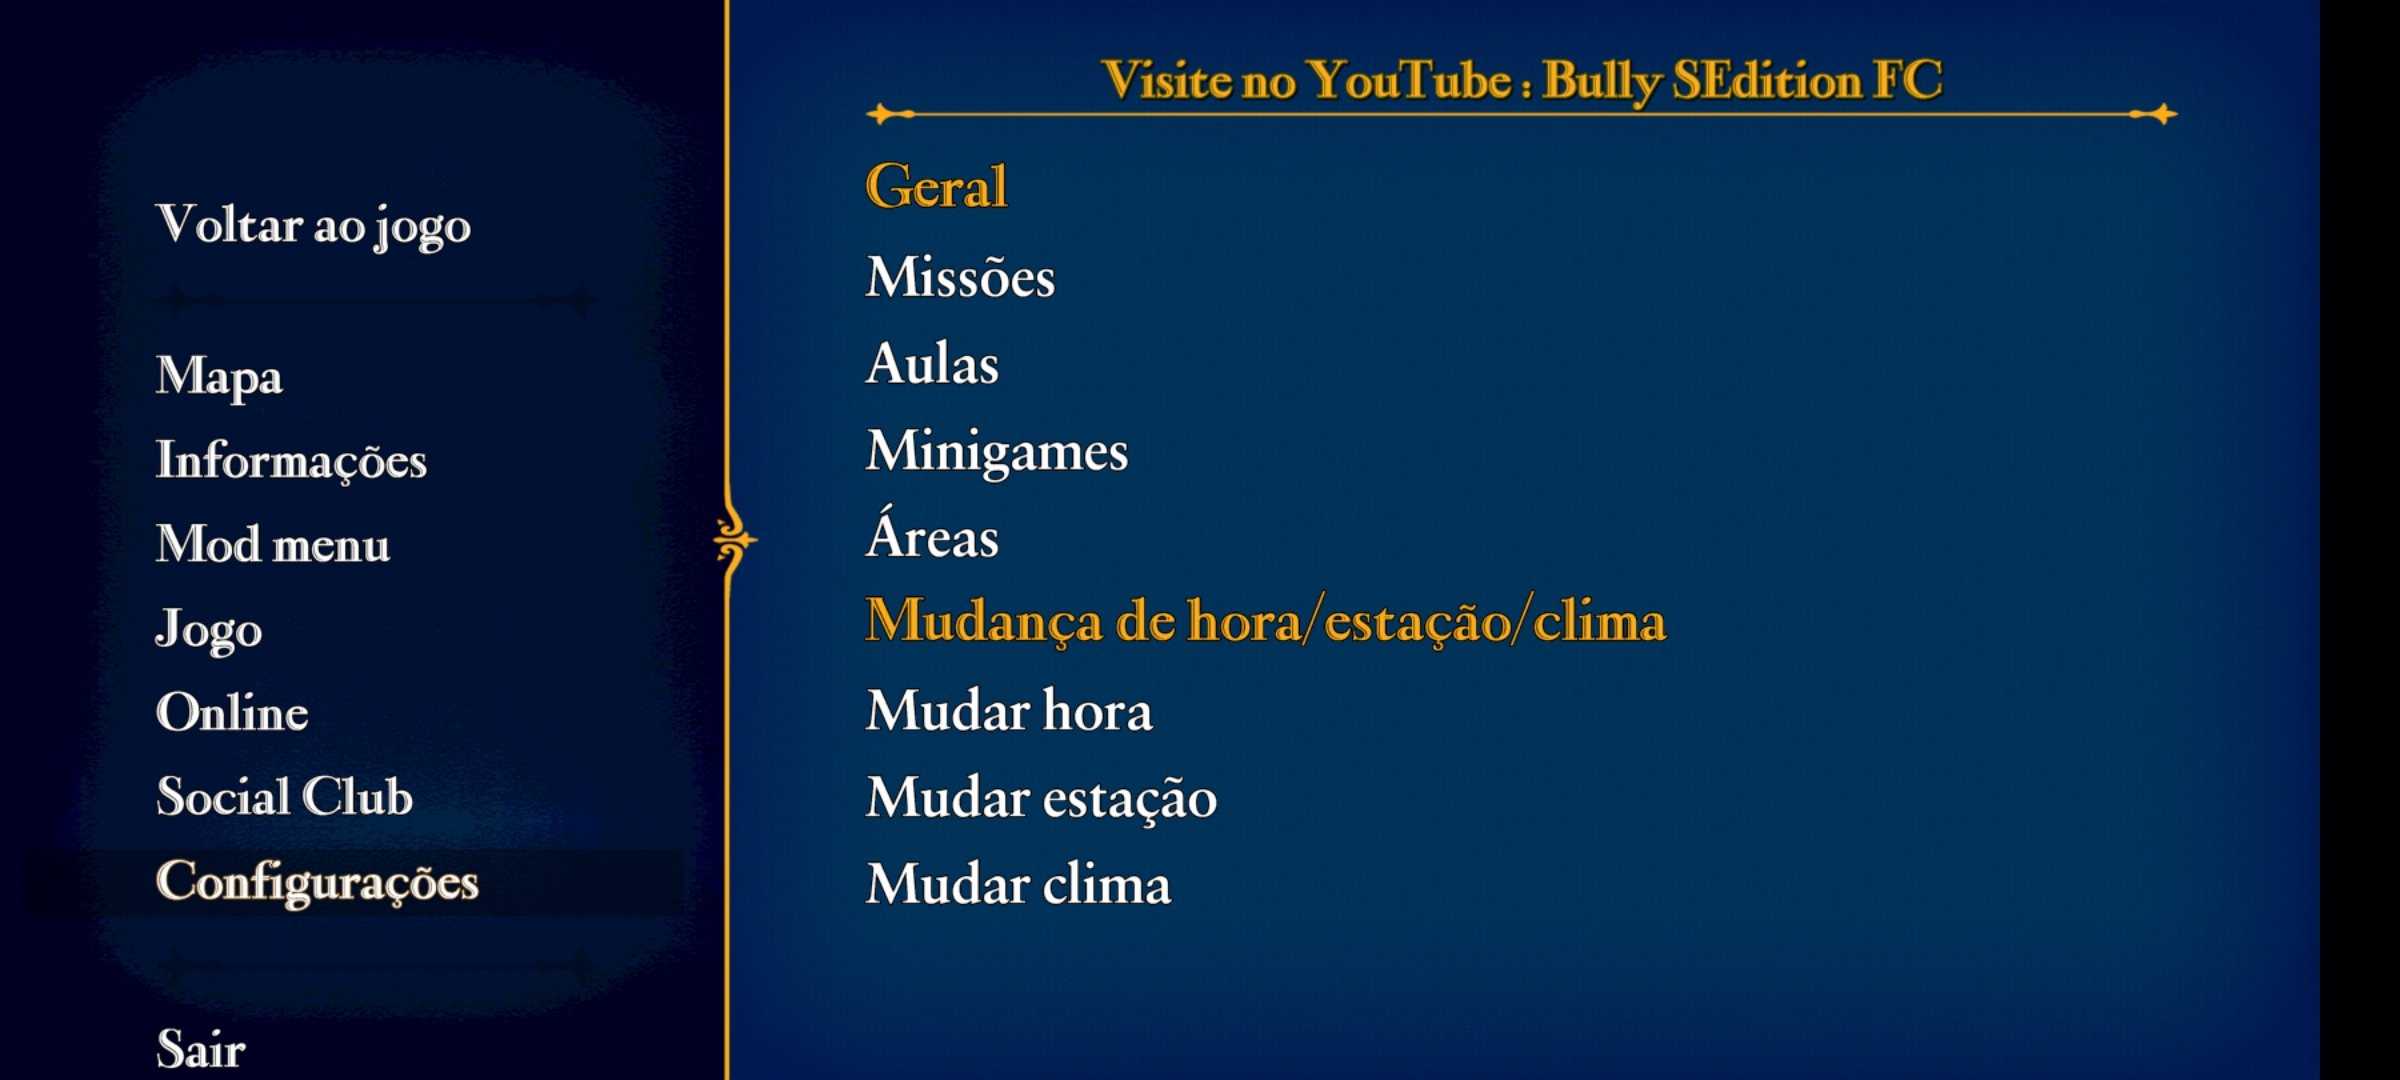 Voltar ao jogo
Mapa
Informações
Mod menu
Jogo
Online
Social Club
Configurações
Sair
Visite no YouTube : Bully SEdition FC
Geral
Missões
Aulas
Minigames
Áreas
Mudança de hora/estação/clima
Mudar hora
Mudar estação
Mudar clima